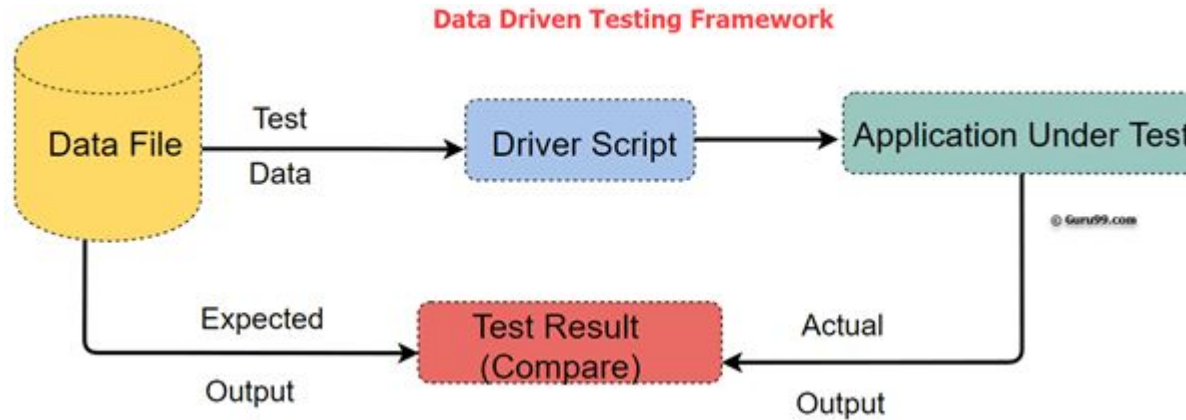 Data Driven Testing Framework
Data File
Test
Data
Driver Script
Application Under Test
© Guru99.com
Expected
Output
Test Result
(Compare)
Actual
Output